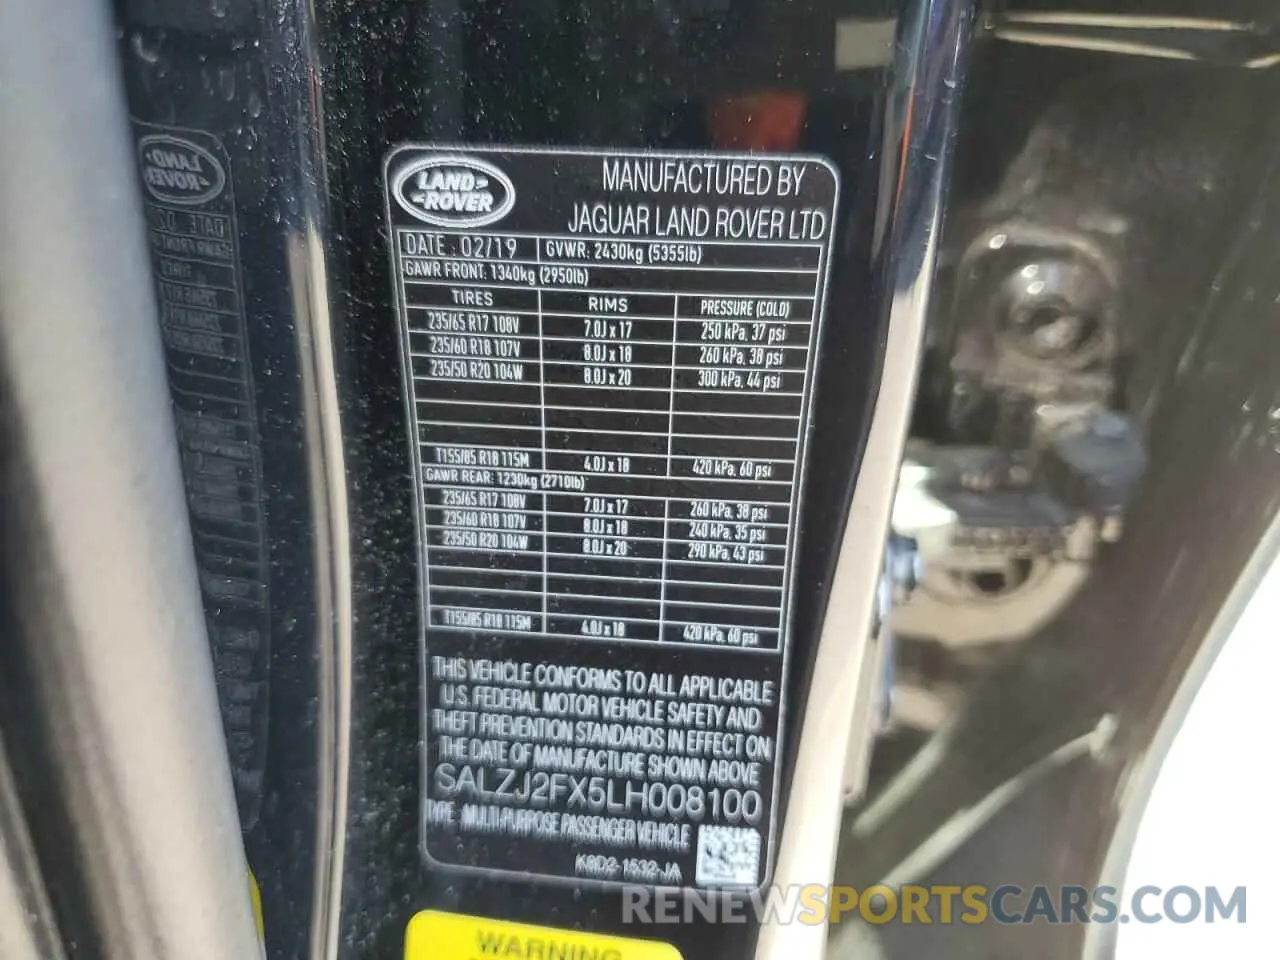 LAND ROVER
MANUFACTURED BY
JAGUAR LAND ROVER LTD
DATE : 02/19 GVWR: 2430kg (5355lb)
GAWR FRONT: 1340kg (2950lb)
TIRES RIMS PRESSURE (COLD)
235/65 R17 108V 7.0J x 17 250 kPa, 37 psi
235/60 R18 107V 8.0J x 18 260 kPa, 38 psi
235/50 R20 104W 8.0J x 20 300 kPa, 44 psi
T155/85 R18 115M 4.0J x 18 420 kPa, 60 psi
GAWR REAR: 1230kg (2710lb)
235/65 R17 108V 7.0J x 17 260 kPa, 38 psi
235/60 R18 107V 8.0J x 18 240 kPa, 35 psi
235/50 R20 104W 8.0J x 20 290 kPa, 43 psi
T155/85 R18 115M 4.0J x 18 420 kPa, 60 psi
THIS VEHICLE CONFORMS TO ALL APPLICABLE
U.S. FEDERAL MOTOR VEHICLE SAFETY AND
THEFT PREVENTION STANDARDS IN EFFECT ON
THE DATE OF MANUFACTURE SHOWN ABOVE
SALZJ2FX5LH008100
TYPE : MULTI-PURPOSE PASSENGER VEHICLE
K8D2-1532-JA
WARNING
RENEWSPORTSCARS.COM